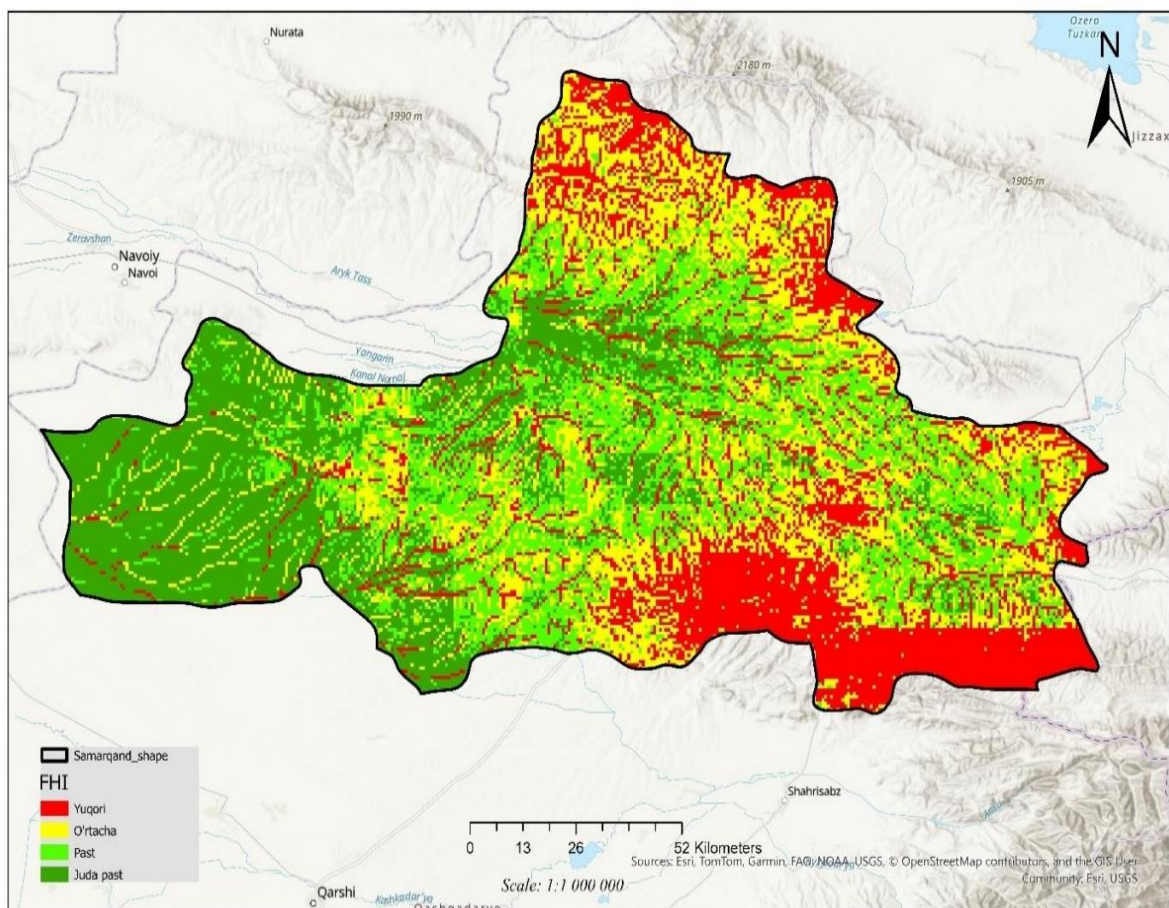 Ozero
Tuzkan
Nurata
N
2180 m
1990 m
Jizzax
1905 m
Zeravshan
Navoiy
Navoi
Aryk Tass
Yangarin
Kanal Narpaj
Samarqand_shape
FHI
Yuqori
O'rtacha
Past
Juda past
Shahrisabz
0 13 26 52 Kilometers
Sources: Esri, TomTom, Garmin, FAO, NOAA, USGS, © OpenStreetMap contributors, and the GIS User
Community, Esri, USGS
Scale: 1:1 000 000
Qarshi
Kashkadar'ya